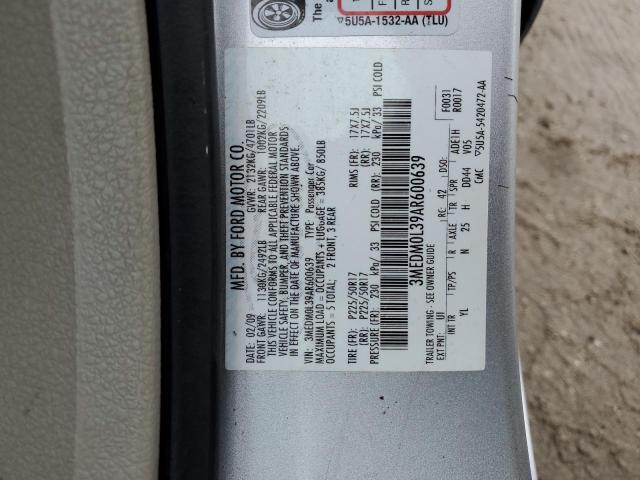 The
5U5A-1532-AA (TLU)
MFD. BY FORD MOTOR CO.
DATE: 02/09 GVWR: 2132KG/4701LB
FRONT GAWR: 1130KG/2492LB REAR GAWR: 1002KG/2209LB
THIS VEHICLE CONFORMS TO ALL APPLICABLE FEDERAL MOTOR
VEHICLE SAFETY, BUMPER, AND THEFT PREVENTION STANDARDS
IN EFFECT ON THE DATE OF MANUFACTURE SHOWN ABOVE.
VIN: 3MEDM0L39AR600639 TYPE: Passenger Car
MAXIMUM LOAD = OCCUPANTS + LUGGAGE = 385KG/ 850LB
OCCUPANTS = 5 TOTAL; 2 FRONT, 3 REAR
TIRE (FR): P225/50R17 RIMS (FR): 17X7.5J
(RR): P225/50R17 (RR): 17X7.5J
PRESSURE (FR): 230 kPa/ 33 PSI COLD (RR): 230 kPa/ 33 PSI COLD
3MEDM0L39AR600639
TRAILER TOWING - SEE OWNER GUIDE F0031
R0017
EXT PNT: UI RC: 42 DSO:
INT TR TP/PS R AXLE TR SPR ADE1H
YL N 25 H DD44 V05
CMC ▽5U5A-5420472-AA